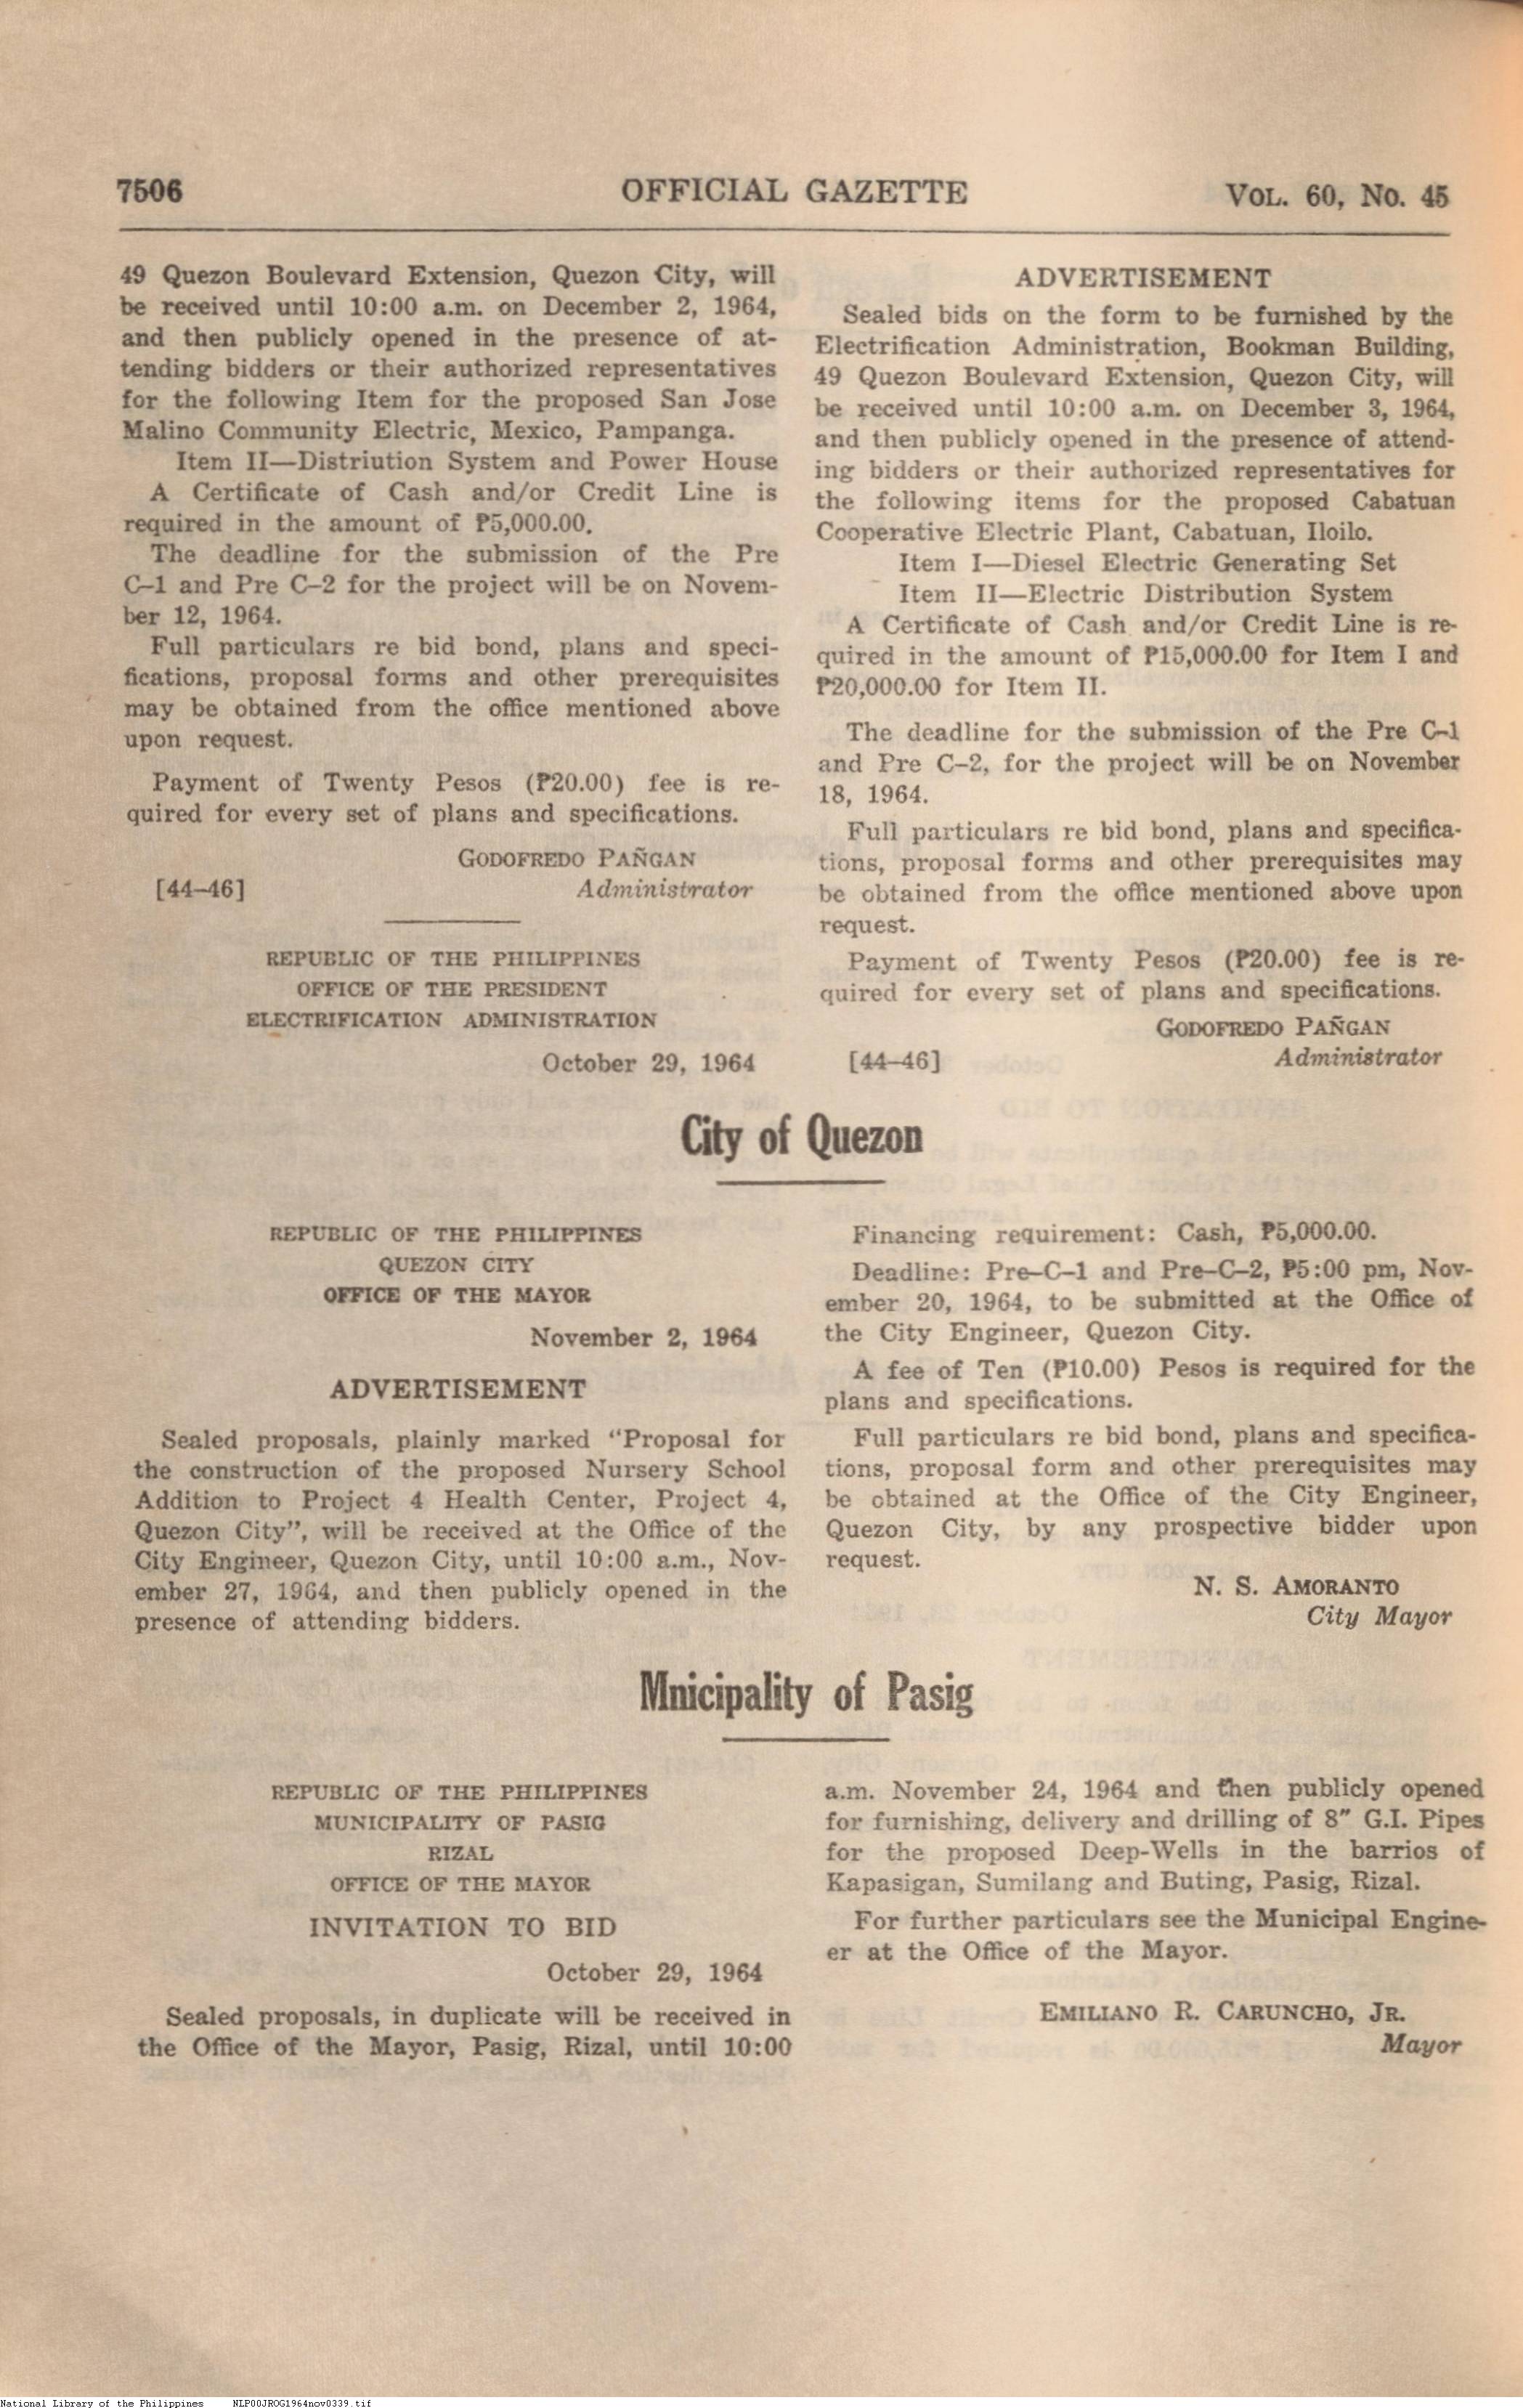 7506
OFFICIAL GAZETTE
VOL. 60, NO. 45
49 Quezon Boulevard Extension, Quezon City, will
be received until 10:00 a.m. on December 2, 1964,
and then publicly opened in the presence of at-
tending bidders or their authorized representatives
for the following Item for the proposed San Jose
Malino Community Electric, Mexico, Pampanga.
Item II—Distriution System and Power House
A Certificate of Cash and/or Credit Line is
required in the amount of ₱5,000.00.
The deadline for the submission of the Pre
C–1 and Pre C–2 for the project will be on Novem-
ber 12, 1964.
Full particulars re bid bond, plans and speci-
fications, proposal forms and other prerequisites
may be obtained from the office mentioned above
upon request.
Payment of Twenty Pesos (₱20.00) fee is re-
quired for every set of plans and specifications.
GODOFREDO PAÑGAN
[44–46] Administrator
REPUBLIC OF THE PHILIPPINES
OFFICE OF THE PRESIDENT
ELECTRIFICATION ADMINISTRATION
October 29, 1964
ADVERTISEMENT
Sealed bids on the form to be furnished by the
Electrification Administration, Bookman Building,
49 Quezon Boulevard Extension, Quezon City, will
be received until 10:00 a.m. on December 3, 1964,
and then publicly opened in the presence of attend-
ing bidders or their authorized representatives for
the following items for the proposed Cabatuan
Cooperative Electric Plant, Cabatuan, Iloilo.
Item I—Diesel Electric Generating Set
Item II—Electric Distribution System
A Certificate of Cash and/or Credit Line is re-
quired in the amount of ₱15,000.00 for Item I and
₱20,000.00 for Item II.
The deadline for the submission of the Pre C–1
and Pre C–2, for the project will be on November
18, 1964.
Full particulars re bid bond, plans and specifica-
tions, proposal forms and other prerequisites may
be obtained from the office mentioned above upon
request.
Payment of Twenty Pesos (₱20.00) fee is re-
quired for every set of plans and specifications.
GODOFREDO PAÑGAN
[44–46] Administrator
City of Quezon
REPUBLIC OF THE PHILIPPINES
QUEZON CITY
OFFICE OF THE MAYOR
November 2, 1964
ADVERTISEMENT
Sealed proposals, plainly marked "Proposal for
the construction of the proposed Nursery School
Addition to Project 4 Health Center, Project 4,
Quezon City", will be received at the Office of the
City Engineer, Quezon City, until 10:00 a.m., Nov-
ember 27, 1964, and then publicly opened in the
presence of attending bidders.
Financing requirement: Cash, ₱5,000.00.
Deadline: Pre–C–1 and Pre–C–2, ₱5:00 pm, Nov-
ember 20, 1964, to be submitted at the Office of
the City Engineer, Quezon City.
A fee of Ten (₱10.00) Pesos is required for the
plans and specifications.
Full particulars re bid bond, plans and specifica-
tions, proposal form and other prerequisites may
be obtained at the Office of the City Engineer,
Quezon City, by any prospective bidder upon
request.
N. S. AMORANTO
City Mayor
Mnicipality of Pasig
REPUBLIC OF THE PHILIPPINES
MUNICIPALITY OF PASIG
RIZAL
OFFICE OF THE MAYOR
INVITATION TO BID
October 29, 1964
Sealed proposals, in duplicate will be received in
the Office of the Mayor, Pasig, Rizal, until 10:00
a.m. November 24, 1964 and then publicly opened
for furnishing, delivery and drilling of 8" G.I. Pipes
for the proposed Deep-Wells in the barrios of
Kapasigan, Sumilang and Buting, Pasig, Rizal.
For further particulars see the Municipal Engine-
er at the Office of the Mayor.
EMILIANO R. CARUNCHO, JR.
Mayor
National Library of the Philippines NLP00JROG1964nov0339.tif